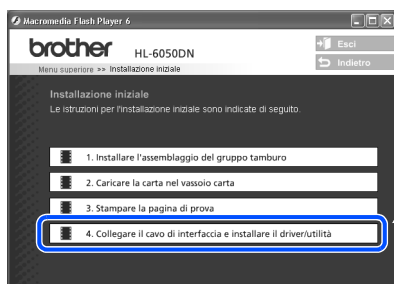 Macromedia Flash Player 6
brother HL-6050DN
Esci
Menu superiore >> Installazione iniziale
Indietro
Installazione iniziale
Le istruzioni per l'installazione iniziale sono indicate di seguito.
1. Installare l'assemblaggio del gruppo tamburo
2. Caricare la carta nel vassoio carta
3. Stampare la pagina di prova
4. Collegare il cavo di interfaccia e installare il driver/utilità